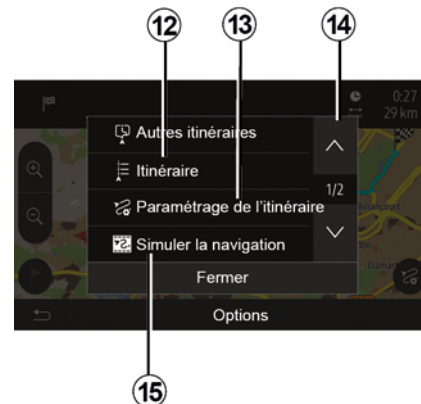 12 13 14
0:27
29 km
Autres itinéraires
Itinéraire
1/2
Paramétrage de l'itinéraire
Simuler la navigation
Fermer
Options
15